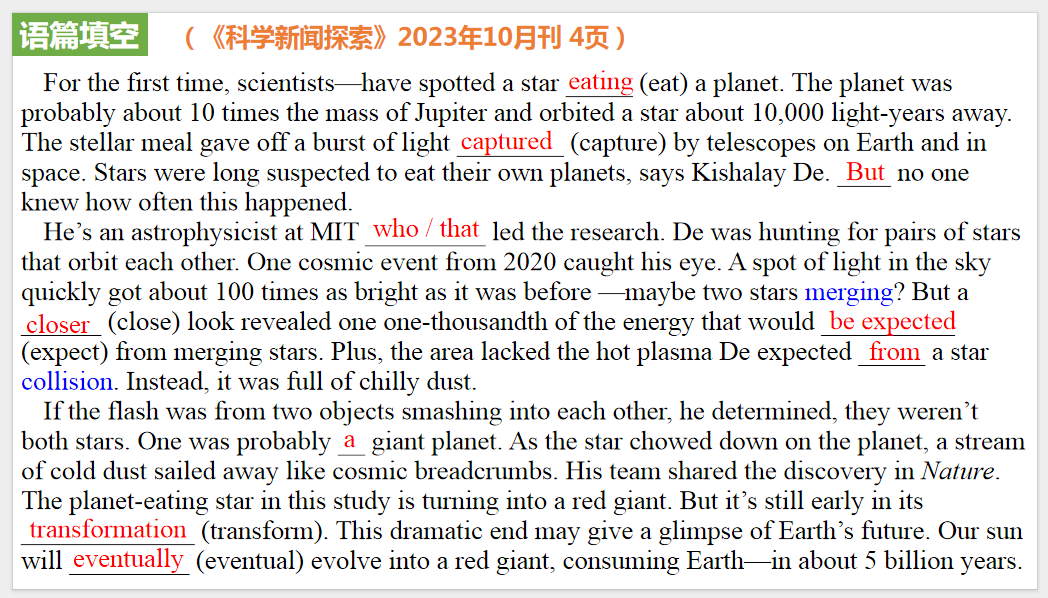 语篇填空 （《科学新闻探索》2023年10月刊 4页）
For the first time, scientists—have spotted a star eating (eat) a planet. The planet was
probably about 10 times the mass of Jupiter and orbited a star about 10,000 light-years away.
The stellar meal gave off a burst of light captured (capture) by telescopes on Earth and in
space. Stars were long suspected to eat their own planets, says Kishalay De. But no one
knew how often this happened.
He’s an astrophysicist at MIT who / that led the research. De was hunting for pairs of stars
that orbit each other. One cosmic event from 2020 caught his eye. A spot of light in the sky
quickly got about 100 times as bright as it was before —maybe two stars merging? But a
closer (close) look revealed one one-thousandth of the energy that would be expected
(expect) from merging stars. Plus, the area lacked the hot plasma De expected from a star
collision. Instead, it was full of chilly dust.
If the flash was from two objects smashing into each other, he determined, they weren’t
both stars. One was probably a giant planet. As the star chowed down on the planet, a stream
of cold dust sailed away like cosmic breadcrumbs. His team shared the discovery in Nature.
The planet-eating star in this study is turning into a red giant. But it’s still early in its
transformation (transform). This dramatic end may give a glimpse of Earth’s future. Our sun
will eventually (eventual) evolve into a red giant, consuming Earth—in about 5 billion years.